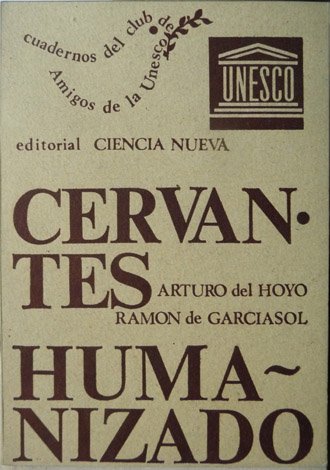 cuadernos del club de
Amigos de la Unesco
UNESCO
editorial CIENCIA NUEVA
CERVAN·
TES
ARTURO del HOYO
RAMON de GARCIASOL
HUMA~
NIZADO